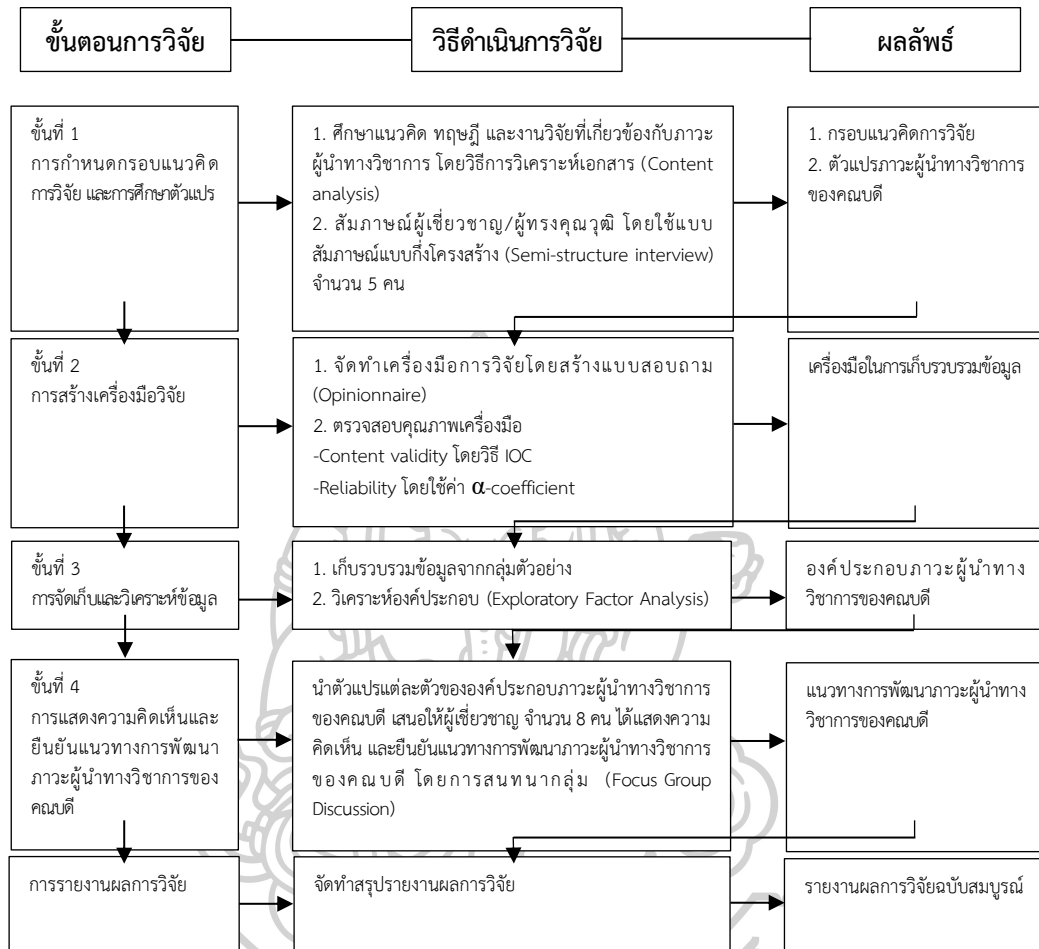 ขั้นตอนการวิจัย
วิธีดำเนินการวิจัย
ผลลัพธ์
ขั้นที่ 1
การกำหนดกรอบแนวคิด
การวิจัย และการศึกษาตัวแปร
1. ศึกษาแนวคิด ทฤษฎี และงานวิจัยที่เกี่ยวข้องกับภาวะ
ผู้นำทางวิชาการ โดยวิธีการวิเคราะห์เอกสาร (Content
analysis)
2. สัมภาษณ์ผู้เชี่ยวชาญ/ผู้ทรงคุณวุฒิ โดยใช้แบบ
สัมภาษณ์แบบกึ่งโครงสร้าง (Semi-structure interview)
จำนวน 5 คน
1. กรอบแนวคิดการวิจัย
2. ตัวแปรภาวะผู้นำทางวิชาการ
ของคณบดี
ขั้นที่ 2
การสร้างเครื่องมือวิจัย
1. จัดทำเครื่องมือการวิจัยโดยสร้างแบบสอบถาม
(Opinionnaire)
2. ตรวจสอบคุณภาพเครื่องมือ
-Content validity โดยวิธี IOC
-Reliability โดยใช้ค่า α-coefficient
เครื่องมือในการเก็บรวบรวมข้อมูล
ขั้นที่ 3
การจัดเก็บและวิเคราะห์ข้อมูล
1. เก็บรวบรวมข้อมูลจากกลุ่มตัวอย่าง
2. วิเคราะห์องค์ประกอบ (Exploratory Factor Analysis)
องค์ประกอบภาวะผู้นำทาง
วิชาการของคณบดี
ขั้นที่ 4
การแสดงความคิดเห็นและ
ยืนยันแนวทางการพัฒนา
ภาวะผู้นำทางวิชาการของ
คณบดี
นำตัวแปรแต่ละตัวขององค์ประกอบภาวะผู้นำทางวิชาการ
ของคณบดี เสนอให้ผู้เชี่ยวชาญ จำนวน 8 คน ได้แสดงความ
คิดเห็น และยืนยันแนวทางการพัฒนาภาวะผู้นำทางวิชาการ
ของคณบดี โดยการสนทนากลุ่ม (Focus Group
Discussion)
แนวทางการพัฒนาภาวะผู้นำทาง
วิชาการของคณบดี
การรายงานผลการวิจัย
จัดทำสรุปรายงานผลการวิจัย
รายงานผลการวิจัยฉบับสมบูรณ์